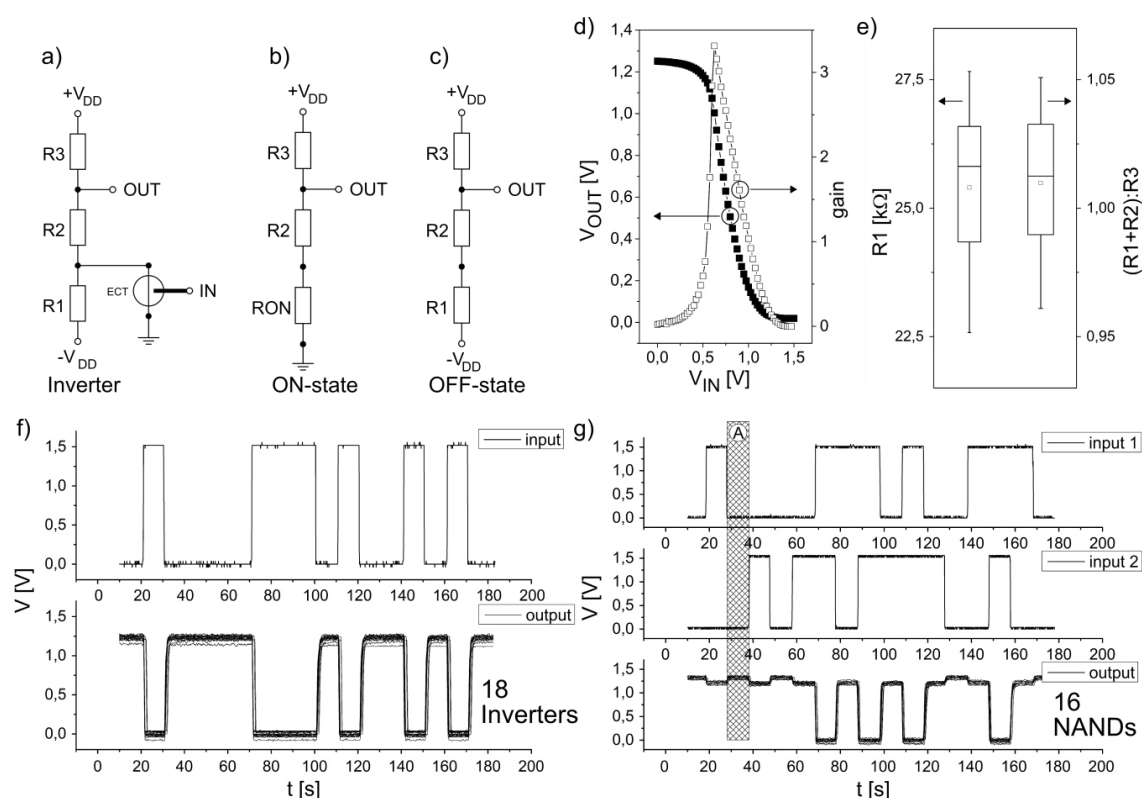 a)
+V_DD
R3
OUT
R2
ECT
IN
R1
-V_DD
Inverter
b)
+V_DD
R3
OUT
R2
RON
ON-state
c)
+V_DD
R3
OUT
R2
R1
-V_DD
OFF-state
d)
V_OUT [V]
1,4
1,2
1,0
0,8
0,6
0,4
0,2
0,0
3
2
1
0
gain
0,0 0,5 1,0 1,5
V_IN [V]
e)
R1 [kΩ]
27,5
25,0
22,5
1,05
1,00
0,95
(R1+R2):R3
f)
input
1,5
1,0
0,5
0,0
0 20 40 60 80 100 120 140 160 180 200
V [V]
output
1,5
1,0
0,5
0,0
18
Inverters
0 20 40 60 80 100 120 140 160 180 200
t [s]
g)
A
input 1
1,5
1,0
0,5
0,0
0 20 40 60 80 100 120 140 160 180 200
input 2
1,5
1,0
0,5
0,0
0 20 40 60 80 100 120 140 160 180 200
V [V]
output
1,5
1,0
0,5
0,0
16
NANDs
0 20 40 60 80 100 120 140 160 180 200
t [s]